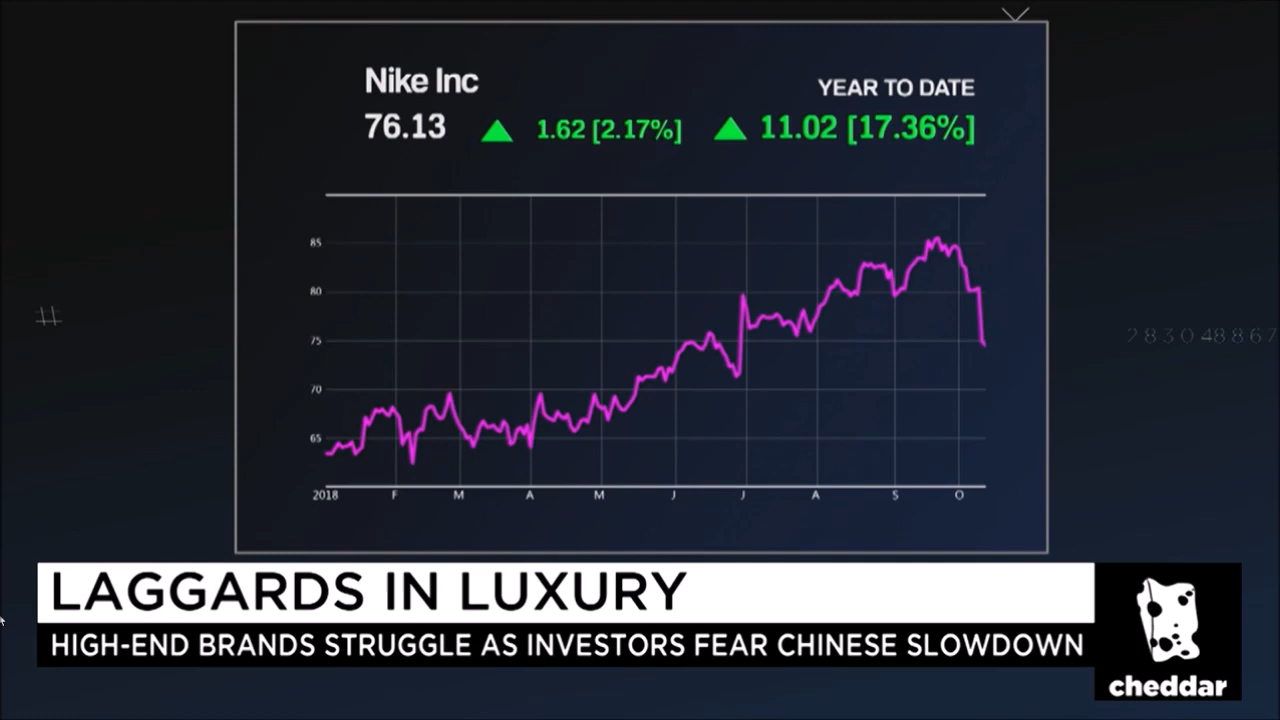 Nike Inc
YEAR TO DATE
76.13 ▲ 1.62 [2.17%] ▲ 11.02 [17.36%]
85
80
75
70
65
2018 F M A M J J A S O
#
283048867
LAGGARDS IN LUXURY
HIGH-END BRANDS STRUGGLE AS INVESTORS FEAR CHINESE SLOWDOWN
cheddar